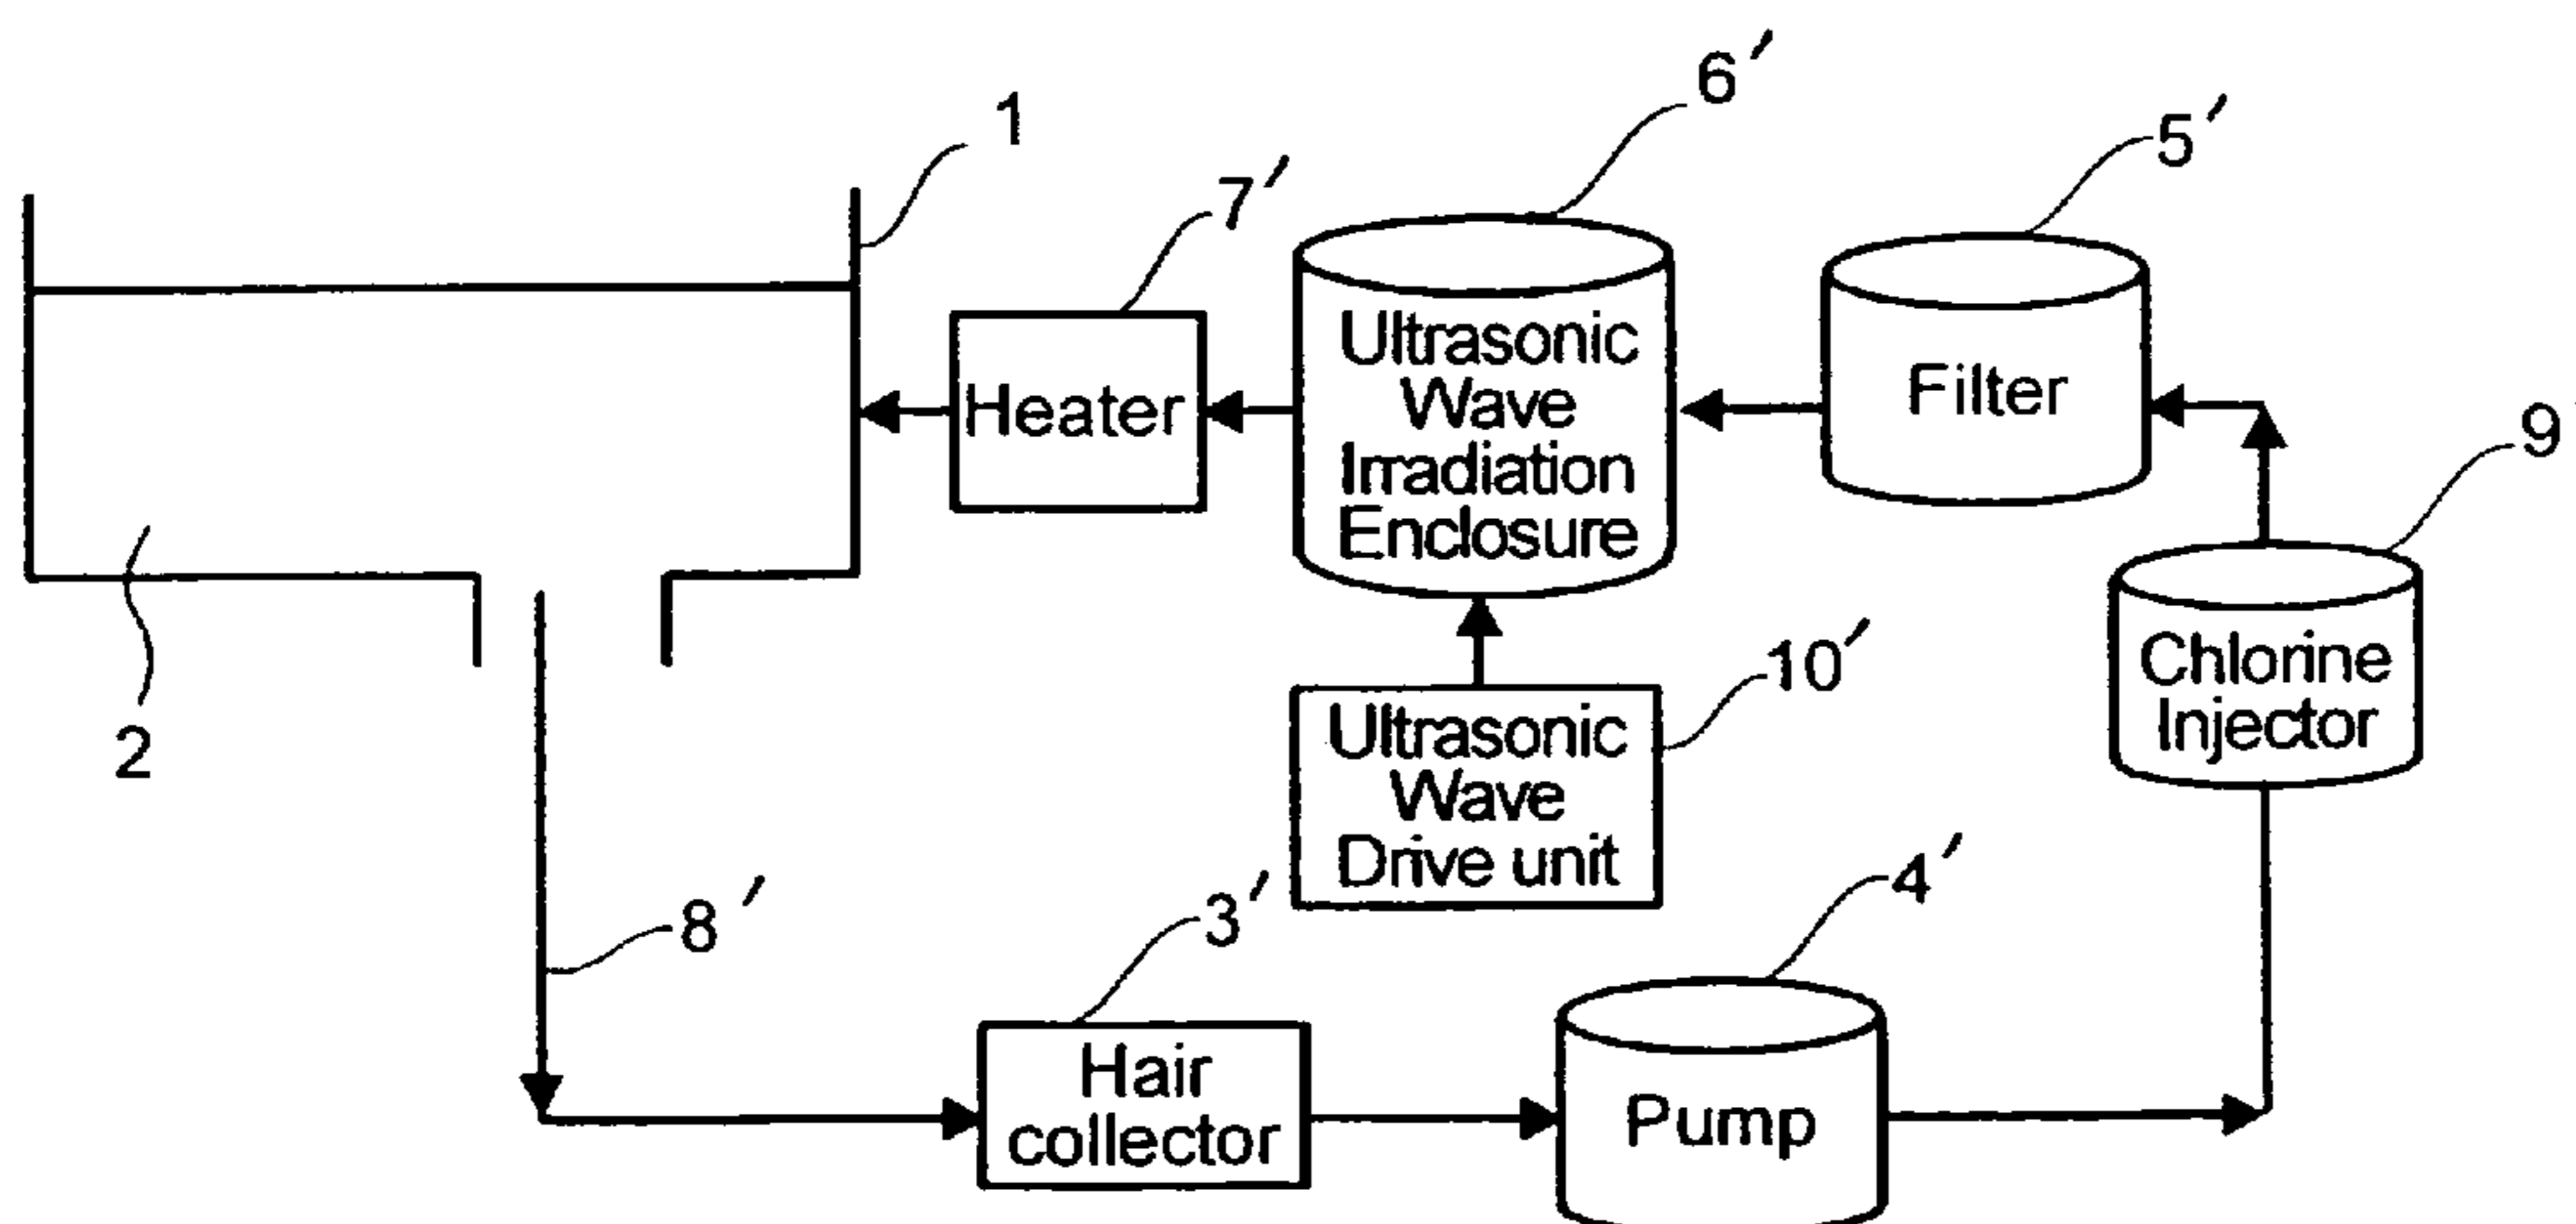 6′
1
5′
7′
Ultrasonic
Wave
Irradiation
Enclosure
Filter
Heater
9′
Chlorine
Injector
10′
2
Ultrasonic
Wave
Drive unit
4′
3′
8′
Hair
collector
Pump